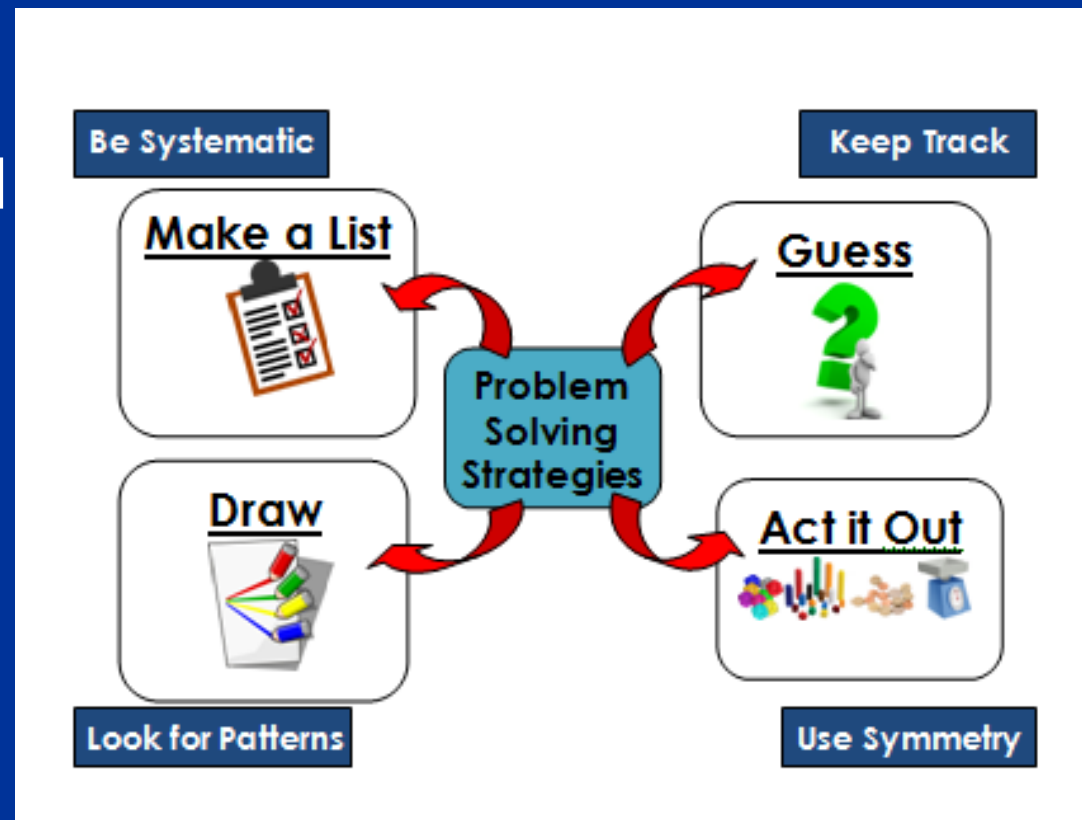 Be Systematic
Keep Track
Make a List
Guess
Problem
Solving
Strategies
Draw
Act it Out
Look for Patterns
Use Symmetry